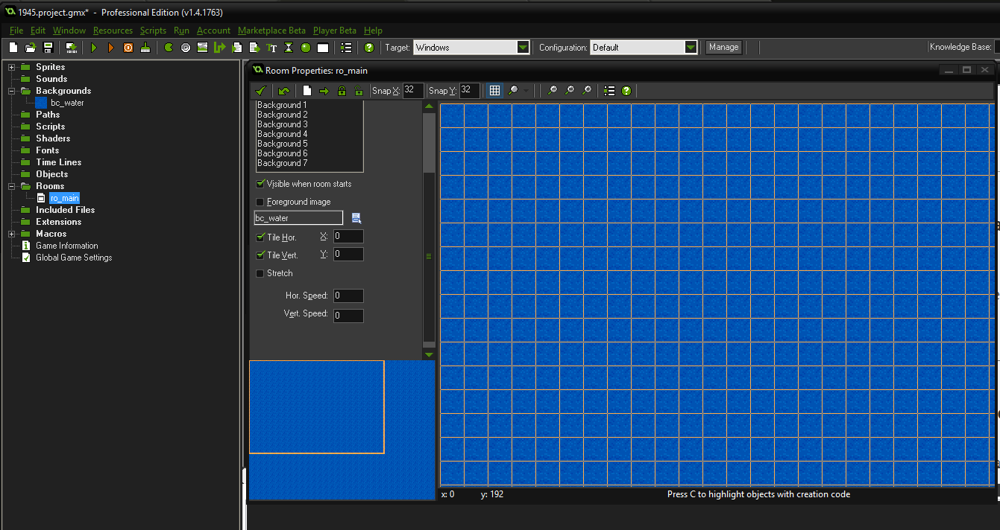 1945.project.gmx* - Professional Edition (v1.4.1763)
File Edit Window Resources Scripts Run Account Marketplace Beta Player Beta Help
Target: Windows Configuration: Default Manage Knowledge Base:
Sprites
Sounds
Backgrounds
bc_water
Paths
Scripts
Shaders
Fonts
Time Lines
Objects
Rooms
ro_main
Included Files
Extensions
Macros
Game Information
Global Game Settings
Room Properties: ro_main
Snap X: 32 Snap Y: 32
Background 1
Background 2
Background 3
Background 4
Background 5
Background 6
Background 7
Visible when room starts
Foreground image
bc_water
Tile Hor. X: 0
Tile Vert. Y: 0
Stretch
Hor. Speed: 0
Vert. Speed: 0
x: 0 y: 192 Press C to highlight objects with creation code